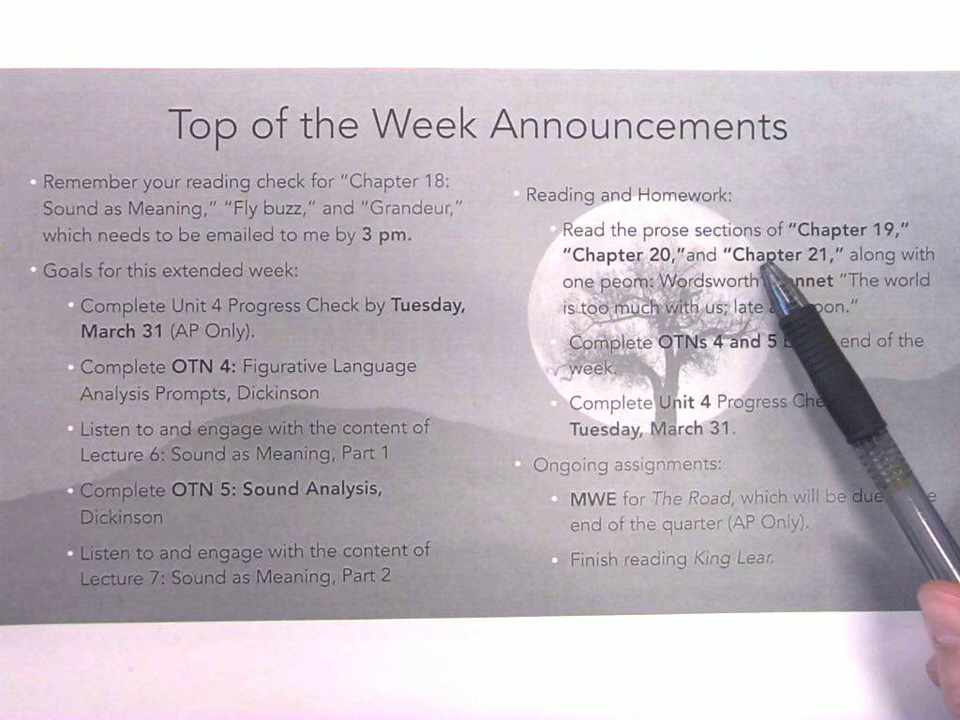 Top of the Week Announcements
• Remember your reading check for “Chapter 18:
Sound as Meaning,” “Fly buzz,” and “Grandeur,”
which needs to be emailed to me by 3 pm.
• Goals for this extended week:
• Complete Unit 4 Progress Check by Tuesday,
March 31 (AP Only).
• Complete OTN 4: Figurative Language
Analysis Prompts, Dickinson
• Listen to and engage with the content of
Lecture 6: Sound as Meaning, Part 1
• Complete OTN 5: Sound Analysis,
Dickinson
• Listen to and engage with the content of
Lecture 7: Sound as Meaning, Part 2
• Reading and Homework:
• Read the prose sections of “Chapter 19,”
“Chapter 20,”and “Chapter 21,” along with
one peom: Wordsworth “The world
is too much with us; late
• Complete OTNs 4 and 5 end of the
week.
• Complete Unit 4 Progress
Tuesday, March 31.
• Ongoing assignments:
• MWE for The Road, which will be due
end of the quarter (AP Only).
• Finish reading King Lear.